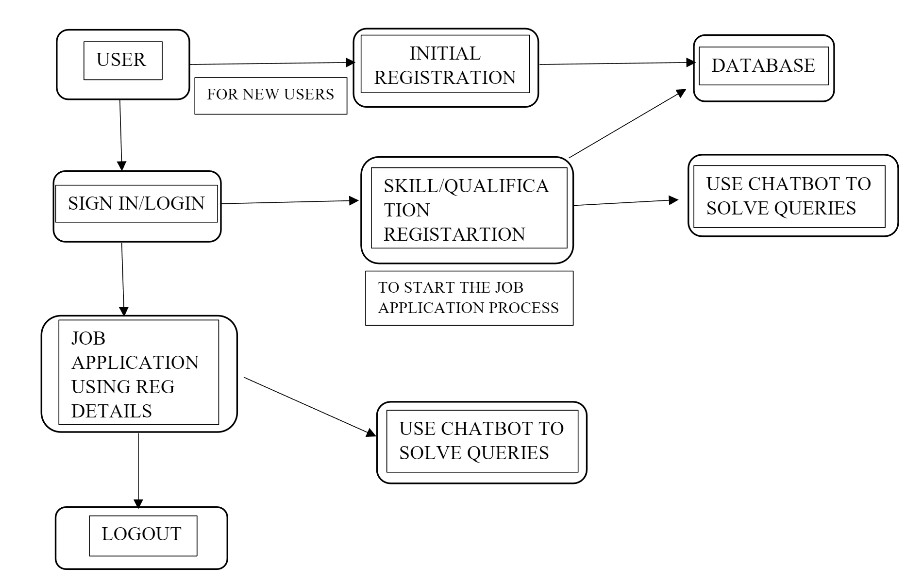 USER
INITIAL
REGISTRATION
DATABASE
FOR NEW USERS
SIGN IN/LOGIN
SKILL/QUALIFICA
TION
REGISTARTION
USE CHATBOT TO
SOLVE QUERIES
TO START THE JOB
APPLICATION PROCESS
JOB
APPLICATION
USING REG
DETAILS
USE CHATBOT TO
SOLVE QUERIES
LOGOUT